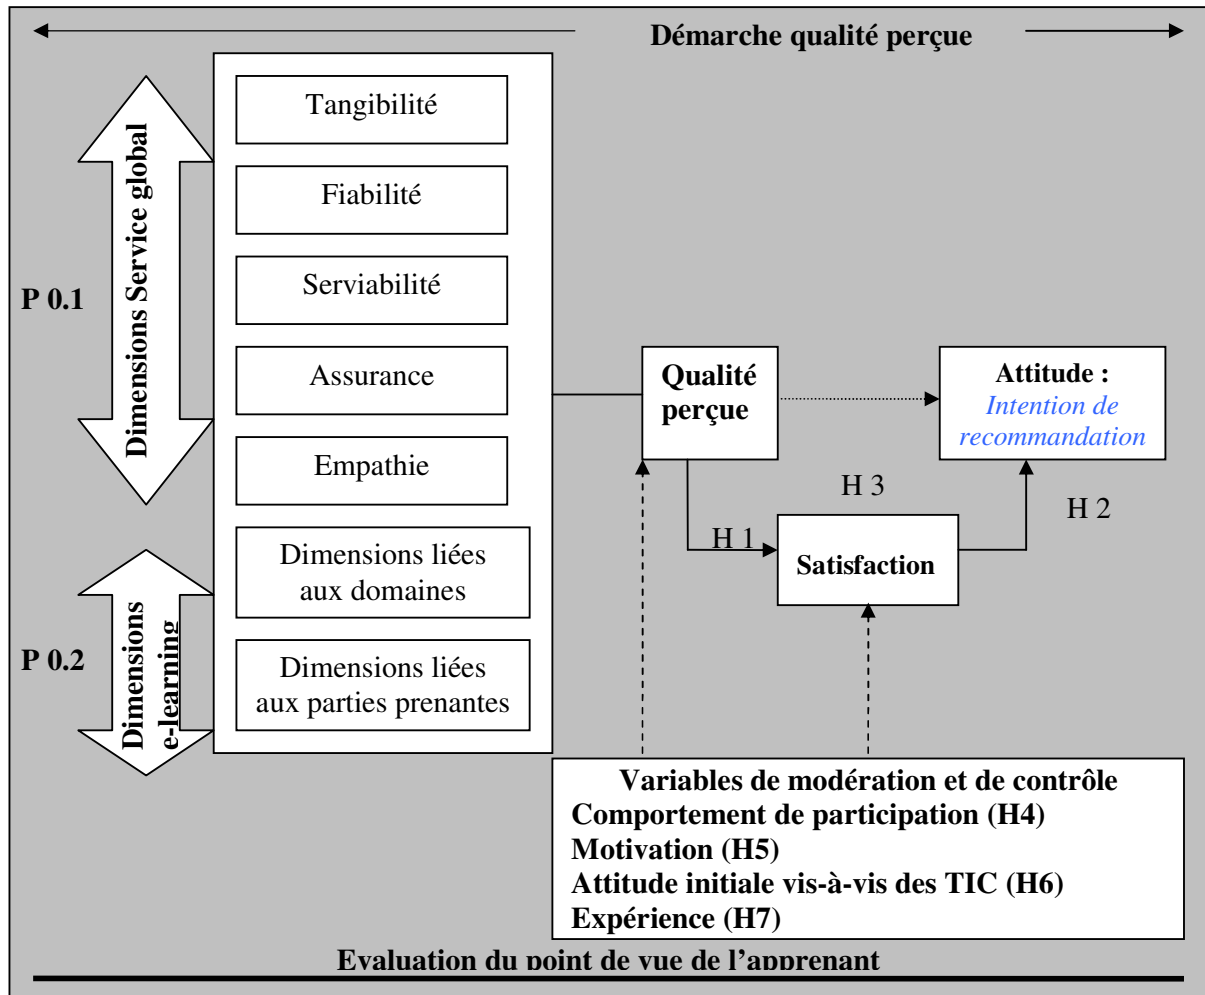 Démarche qualité perçue
P 0.1
Dimensions Service global
Tangibilité
Fiabilité
Serviabilité
Assurance
Empathie
P 0.2
Dimensions
e-learning
Dimensions liées
aux domaines
Dimensions liées
aux parties prenantes
Qualité
perçue
Attitude :
Intention de
recommandation
H 3
H 2
H 1
Satisfaction
Variables de modération et de contrôle
Comportement de participation (H4)
Motivation (H5)
Attitude initiale vis-à-vis des TIC (H6)
Expérience (H7)
Evaluation du point de vue de l’apprenant